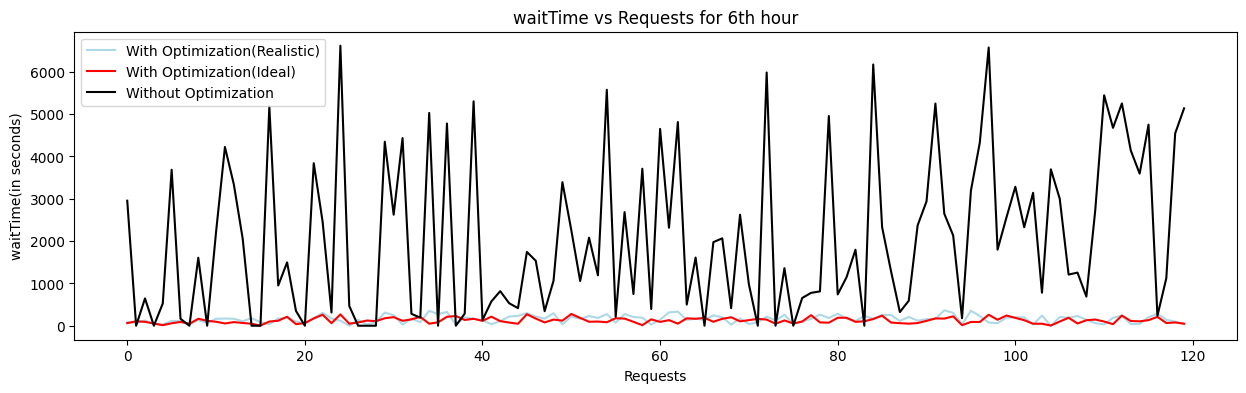 waitTime vs Requests for 6th hour
With Optimization(Realistic)
With Optimization(Ideal)
Without Optimization
waitTime(in seconds)
6000
5000
4000
3000
2000
1000
0
0 20 40 60 80 100 120
Requests